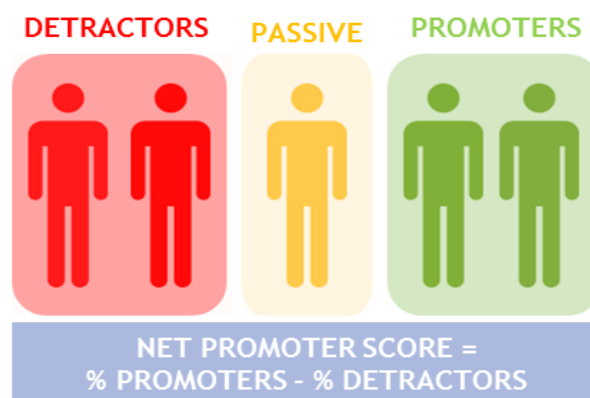 DETRACTORS
PASSIVE
PROMOTERS
NET PROMOTER SCORE =
% PROMOTERS - % DETRACTORS